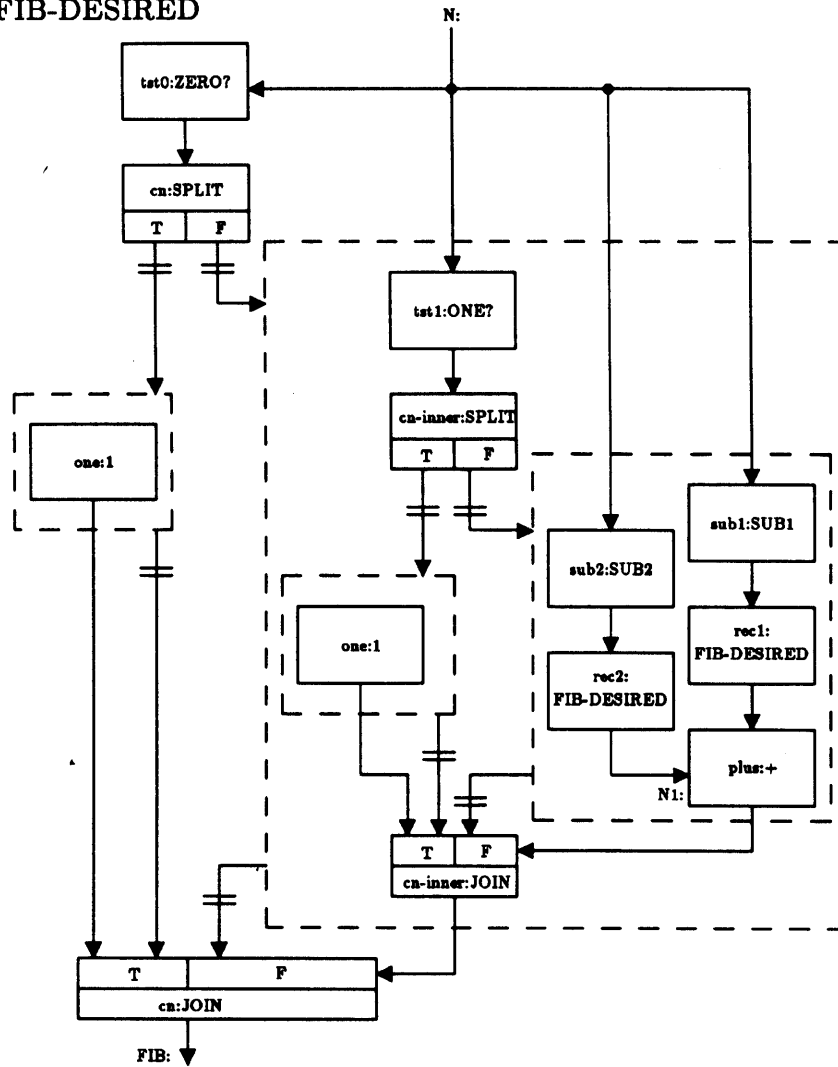 FIB-DESIRED
N:
tst0:ZERO?
cn:SPLIT
T F
tst1:ONE?
cn-inner:SPLIT
T F
one:1
sub1:SUB1
sub2:SUB2
rec1:
FIB-DESIRED
one:1
rec2:
FIB-DESIRED
plus:+
N1:
T F
cn-inner:JOIN
T F
cn:JOIN
FIB: